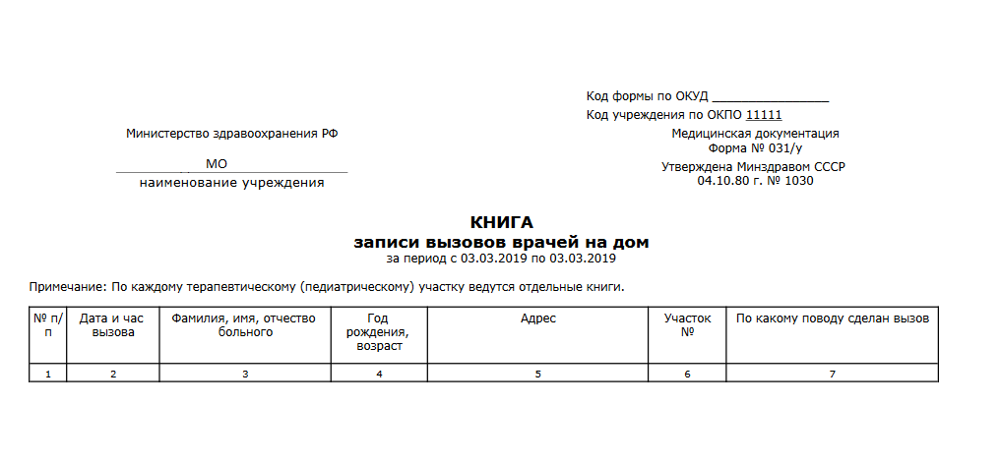 Код формы по ОКУД ________________
Код учреждения по ОКПО 11111
Министерство здравоохранения РФ
Медицинская документация
Форма № 031/у
МО
Утверждена Минздравом СССР
наименование учреждения
04.10.80 г. № 1030
КНИГА
записи вызовов врачей на дом
за период с 03.03.2019 по 03.03.2019
Примечание: По каждому терапевтическому (педиатрическому) участку ведутся отдельные книги.
№ п/п
Дата и час
вызова
Фамилия, имя, отчество
больного
Год
рождения,
возраст
Адрес
Участок
№
По какому поводу сделан вызов
1 2 3 4 5 6 7